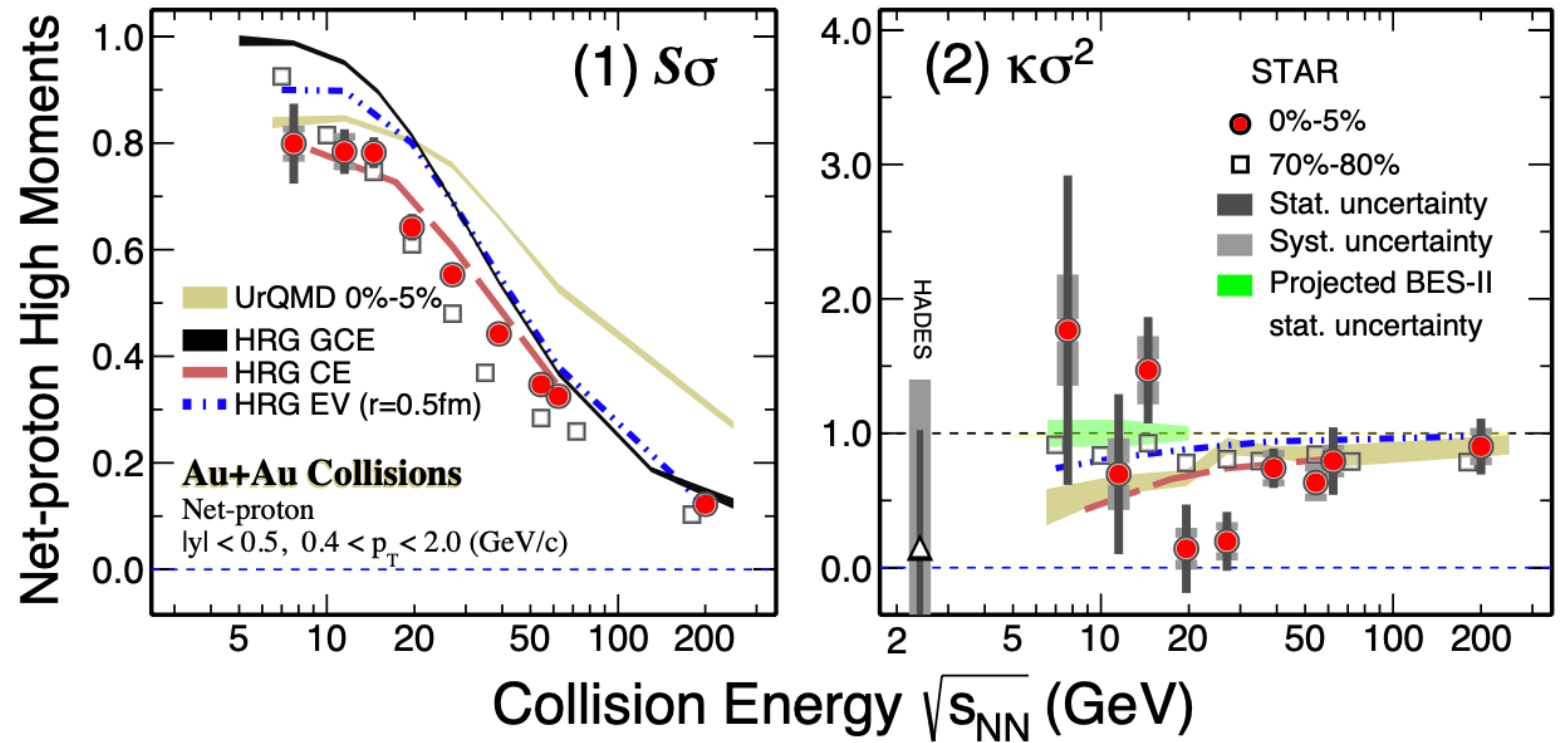 Net-proton High Moments
1.0
0.8
0.6
0.4
0.2
0.0
(1) Sσ
UrQMD 0%-5%
HRG GCE
HRG CE
HRG EV (r=0.5fm)
Au+Au Collisions
Net-proton
|y| < 0.5, 0.4 < p_T < 2.0 (GeV/c)
5 10 20 50 100 200
4.0
3.0
2.0
1.0
0.0
(2) κσ²
STAR
0%-5%
70%-80%
Stat. uncertainty
Syst. uncertainty
Projected BES-II
stat. uncertainty
HADES
2 5 10 20 50 100 200
Collision Energy √s_NN (GeV)